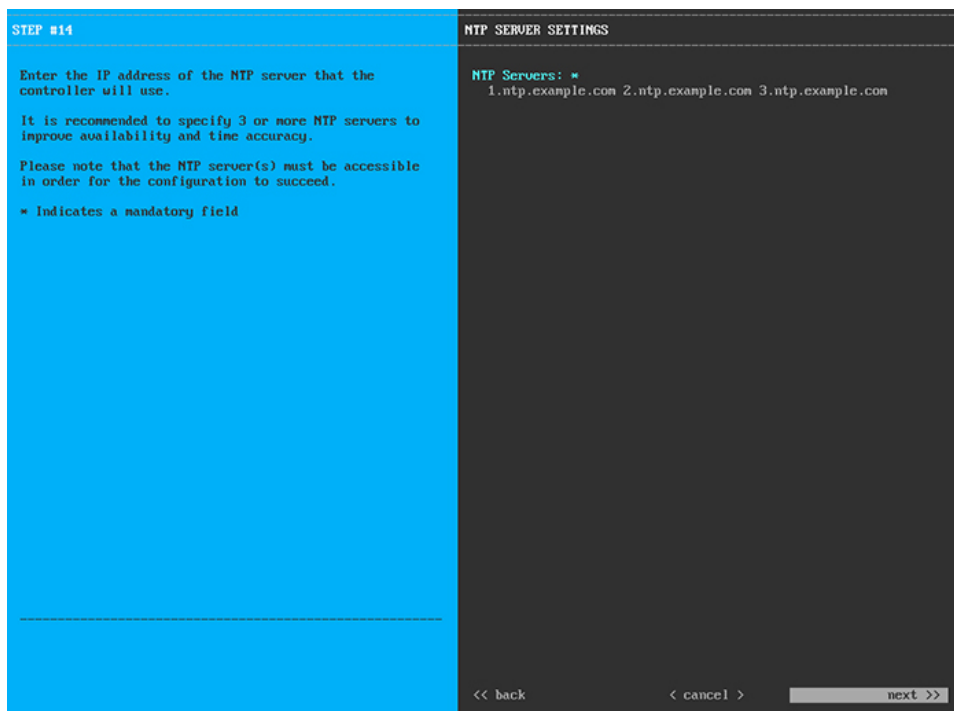 STEP #14
Enter the IP address of the NTP server that the
controller will use.
It is recommended to specify 3 or more NTP servers to
improve availability and time accuracy.
Please note that the NTP server(s) must be accessible
in order for the configuration to succeed.
* Indicates a mandatory field
NTP SERVER SETTINGS
NTP Servers: *
1.ntp.example.com 2.ntp.example.com 3.ntp.example.com
<< back < cancel > next >>